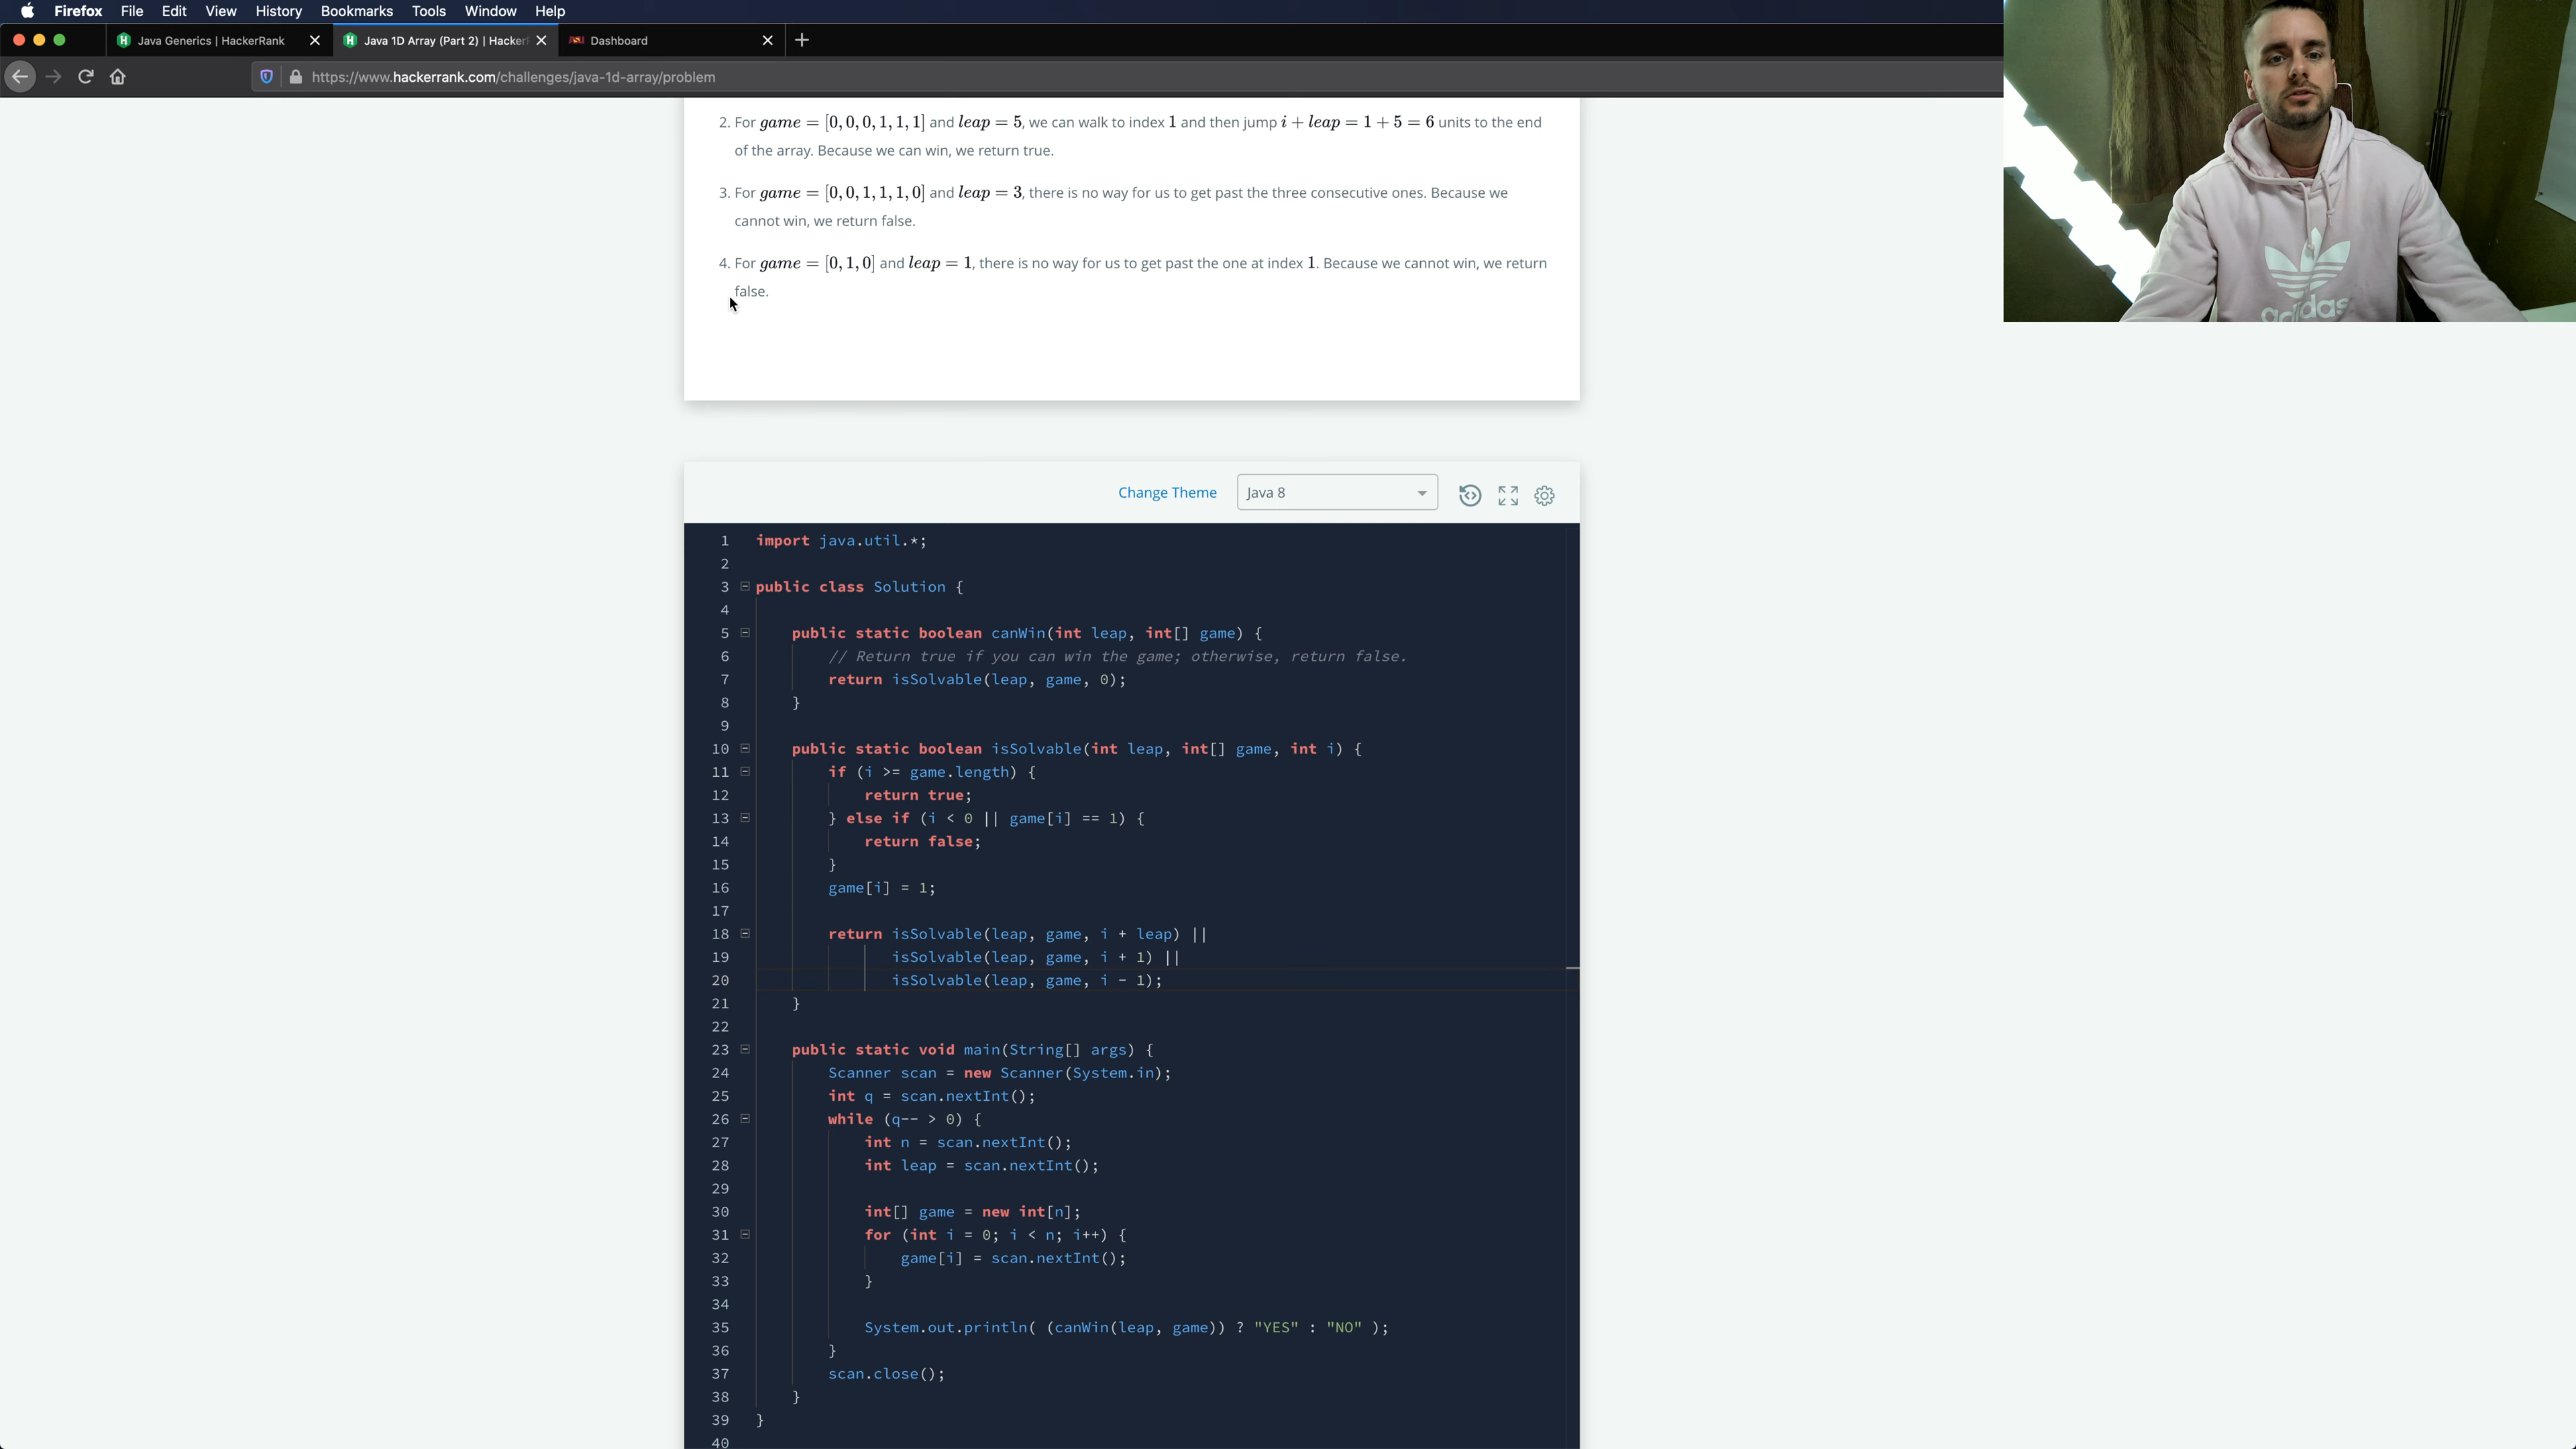 Firefox File Edit View History Bookmarks Tools Window Help
Java Generics | HackerRank Java 1D Array (Part 2) | Hacker Dashboard
https://www.hackerrank.com/challenges/java-1d-array/problem
2. For game = [0, 0, 0, 1, 1, 1] and leap = 5, we can walk to index 1 and then jump i + leap = 1 + 5 = 6 units to the end
of the array. Because we can win, we return true.
3. For game = [0, 0, 1, 1, 1, 0] and leap = 3, there is no way for us to get past the three consecutive ones. Because we
cannot win, we return false.
4. For game = [0, 1, 0] and leap = 1, there is no way for us to get past the one at index 1. Because we cannot win, we return
false.
adidas
Change Theme Java 8
1 import java.util.*;
2
3 public class Solution {
4
5 public static boolean canWin(int leap, int[] game) {
6 // Return true if you can win the game; otherwise, return false.
7 return isSolvable(leap, game, 0);
8 }
9
10 public static boolean isSolvable(int leap, int[] game, int i) {
11 if (i >= game.length) {
12 return true;
13 } else if (i < 0 || game[i] == 1) {
14 return false;
15 }
16 game[i] = 1;
17
18 return isSolvable(leap, game, i + leap) ||
19 isSolvable(leap, game, i + 1) ||
20 isSolvable(leap, game, i - 1);
21 }
22
23 public static void main(String[] args) {
24 Scanner scan = new Scanner(System.in);
25 int q = scan.nextInt();
26 while (q-- > 0) {
27 int n = scan.nextInt();
28 int leap = scan.nextInt();
29
30 int[] game = new int[n];
31 for (int i = 0; i < n; i++) {
32 game[i] = scan.nextInt();
33 }
34
35 System.out.println( (canWin(leap, game)) ? "YES" : "NO" );
36 }
37 scan.close();
38 }
39 }
40